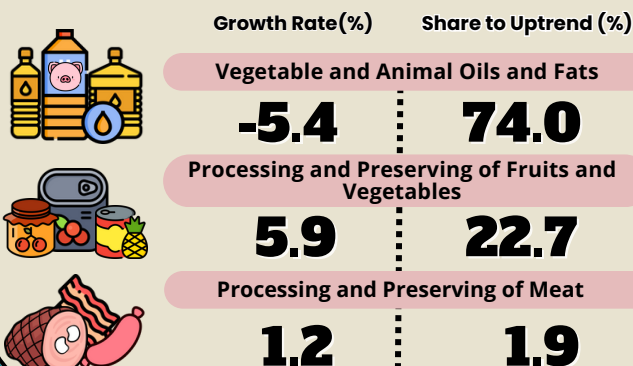 Growth Rate(%) Share to Uptrend (%)
Vegetable and Animal Oils and Fats
-5.4 74.0
Processing and Preserving of Fruits and
Vegetables
5.9 22.7
Processing and Preserving of Meat
1.2 1.9